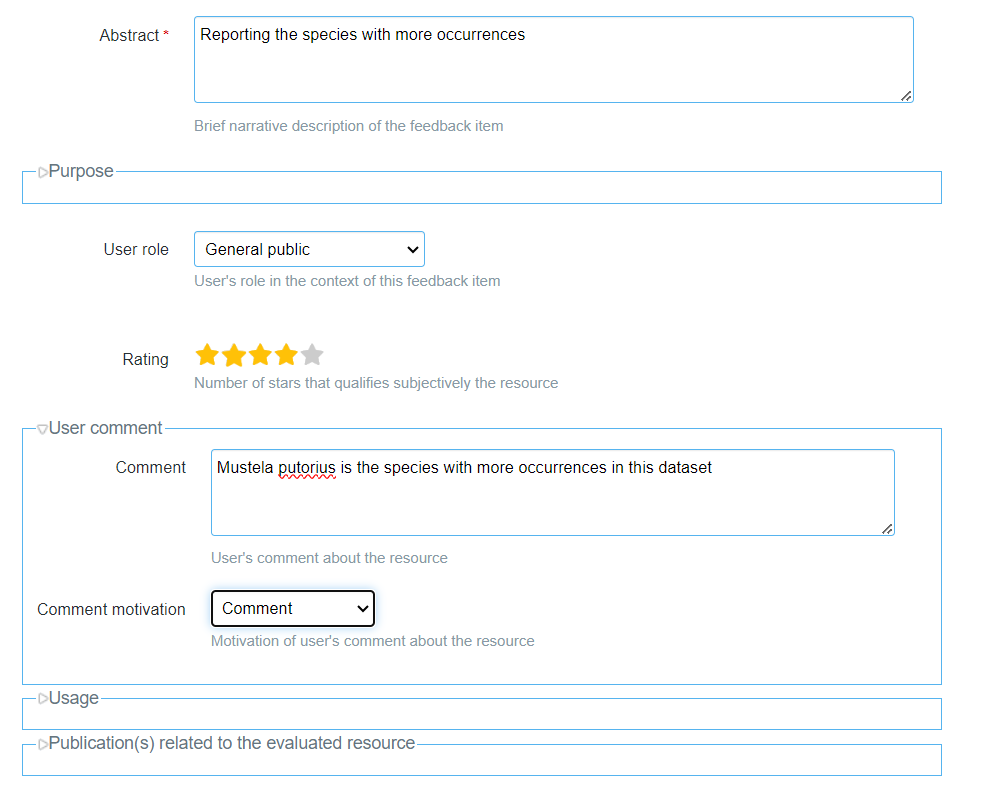 Abstract * Reporting the species with more occurrences
Brief narrative description of the feedback item
Purpose
User role General public
User's role in the context of this feedback item
Rating
Number of stars that qualifies subjectively the resource
User comment
Comment Mustela putorius is the species with more occurrences in this dataset
User's comment about the resource
Comment motivation Comment
Motivation of user's comment about the resource
Usage
Publication(s) related to the evaluated resource